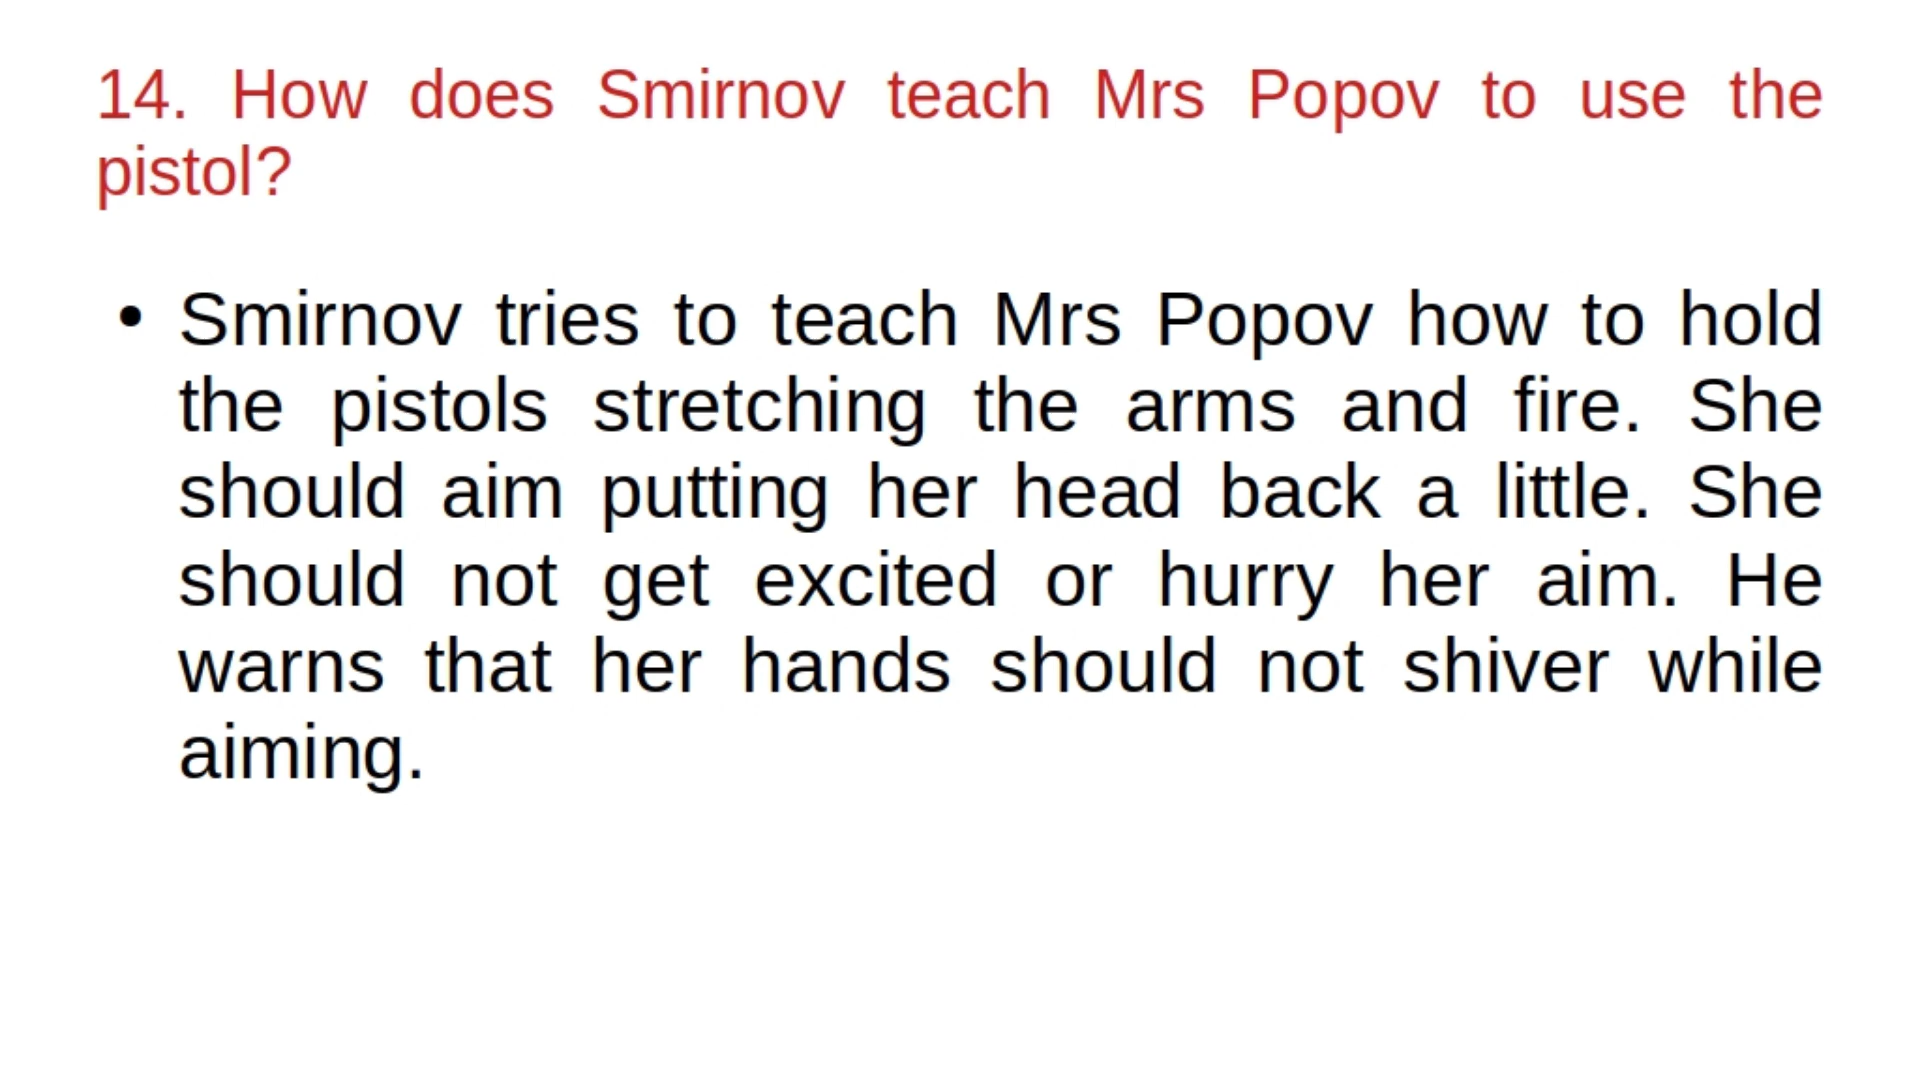 14. How does Smirnov teach Mrs Popov to use the
pistol?
• Smirnov tries to teach Mrs Popov how to hold
the pistols stretching the arms and fire. She
should aim putting her head back a little. She
should not get excited or hurry her aim. He
warns that her hands should not shiver while
aiming.